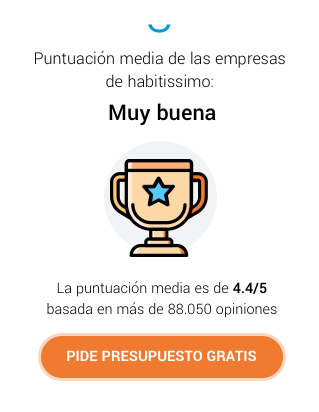 Puntuación media de las empresas
de habitissimo:
Muy buena
La puntuación media es de 4.4/5
basada en más de 88.050 opiniones
PIDE PRESUPUESTO GRATIS